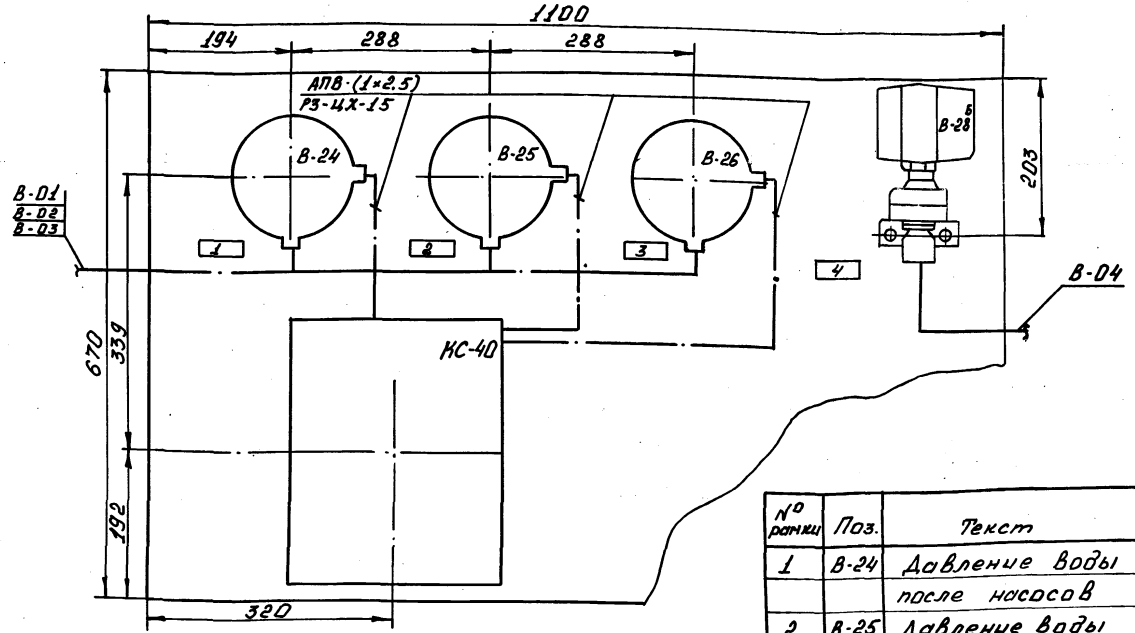 1100
194
288
288
АПВ-(1×2.5)
РЗ-ЦХ-15
В-24
В-25
В-26
В-28б
203
В-01
В-02
В-03
1
2
3
4
В-04
КС-40
670
339
192
320
№ рамки Поз. Текст
1 В-24 Давление воды
после насосов
2 В-25 Давление воды